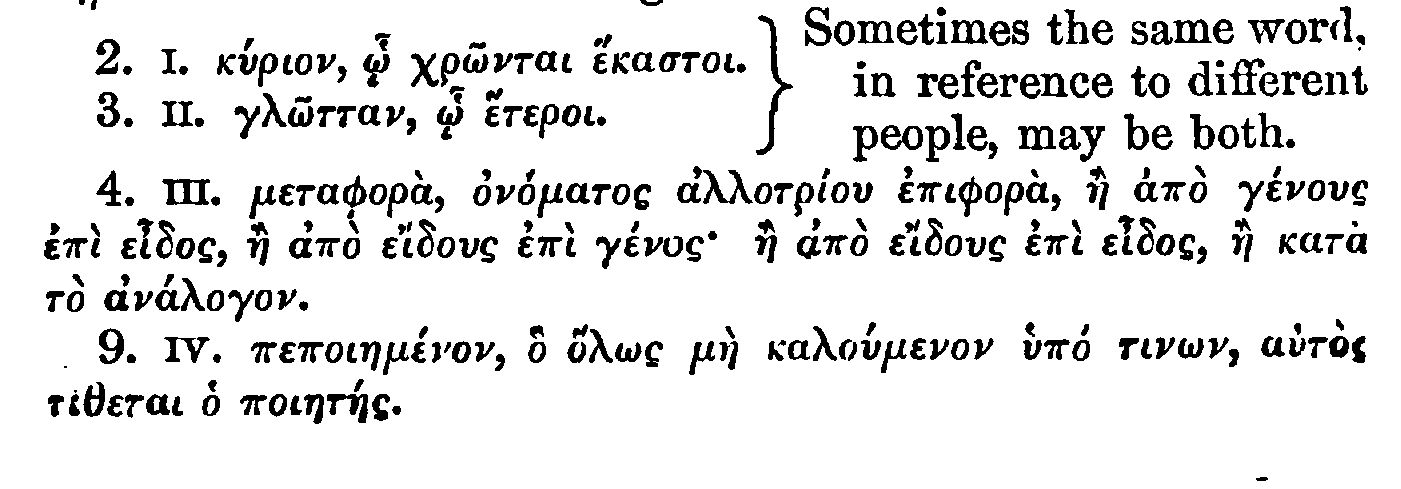 2. I. κύριον, ᾧ χρῶνται ἕκαστοι.
3. II. γλῶτταν, ᾧ ἕτεροι.
Sometimes the same word,
in reference to different
people, may be both.
4. III. μεταφορὰ, ὀνόματος ἀλλοτρίου ἐπιφορὰ, ἢ ἀπὸ γένους
ἐπὶ εἶδος, ἢ ἀπὸ εἴδους ἐπὶ γένος· ἢ ἀπὸ εἴδους ἐπὶ εἶδος, ἢ κατὰ
τὸ ἀνάλογον.
9. IV. πεποιημένον, ὃ ὅλως μὴ καλούμενον ὑπό τινων, αὐτὸς
τίθεται ὁ ποιητής.